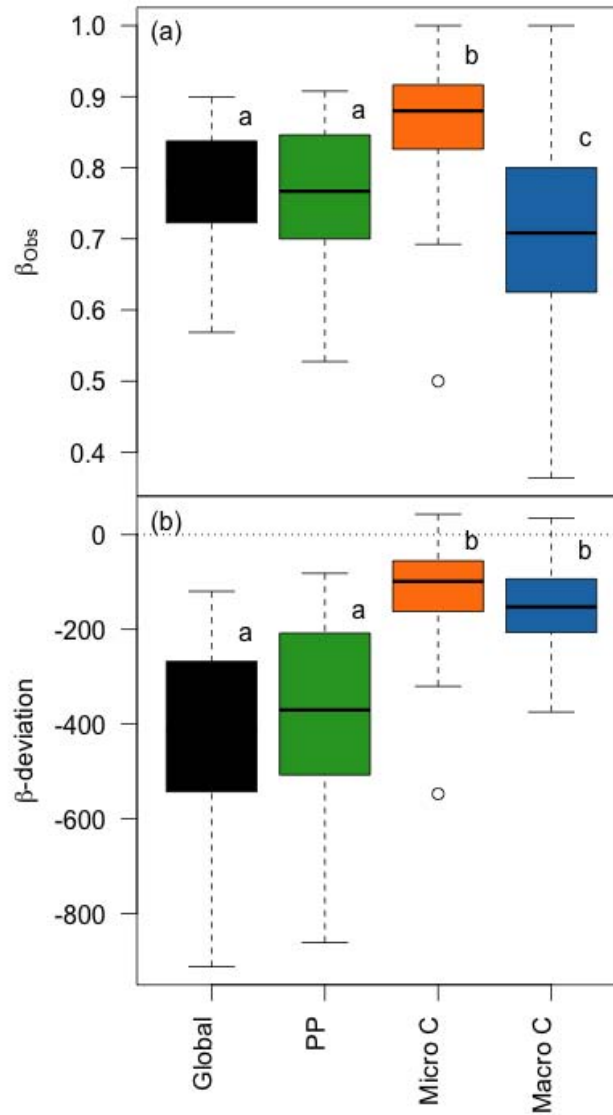 (a)
1.0
0.9
0.8
0.7
0.6
0.5
0.4
βObs
a
a
b
c
(b)
0
-200
-400
-600
-800
β-deviation
a
a
b
b
Global
PP
Micro C
Macro C